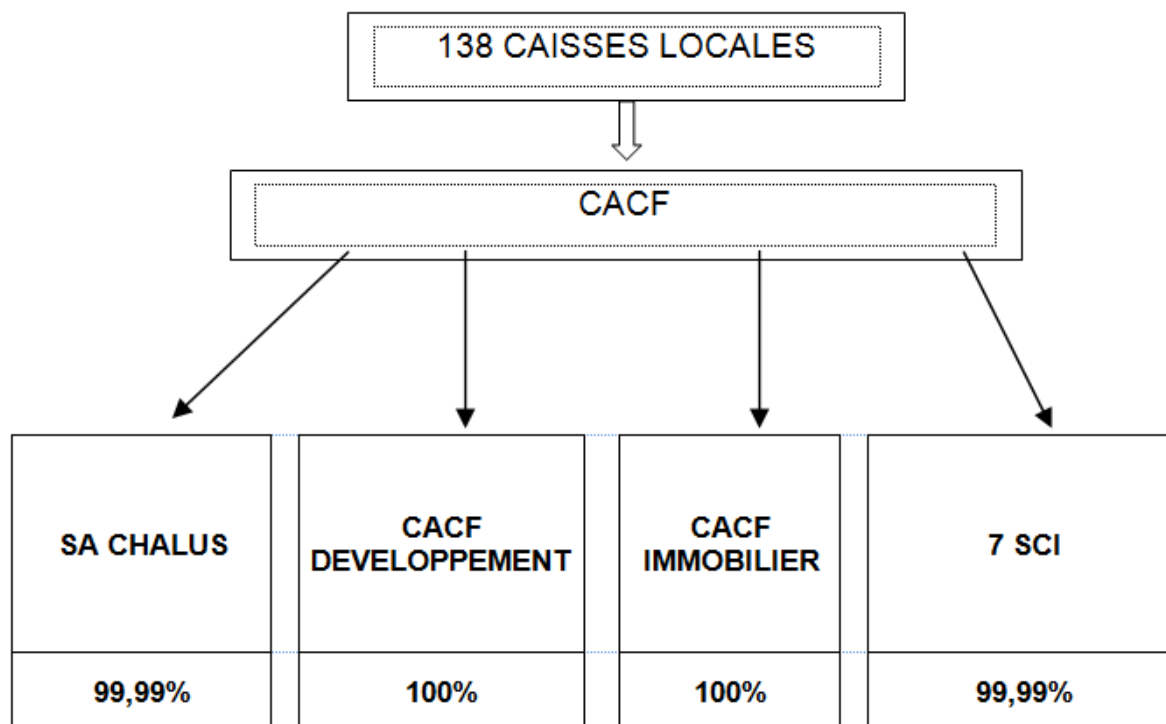 138 CAISSES LOCALES
CACF
SA CHALUS
CACF
DEVELOPPEMENT
CACF
IMMOBILIER
7 SCI
99,99%
100%
100%
99,99%